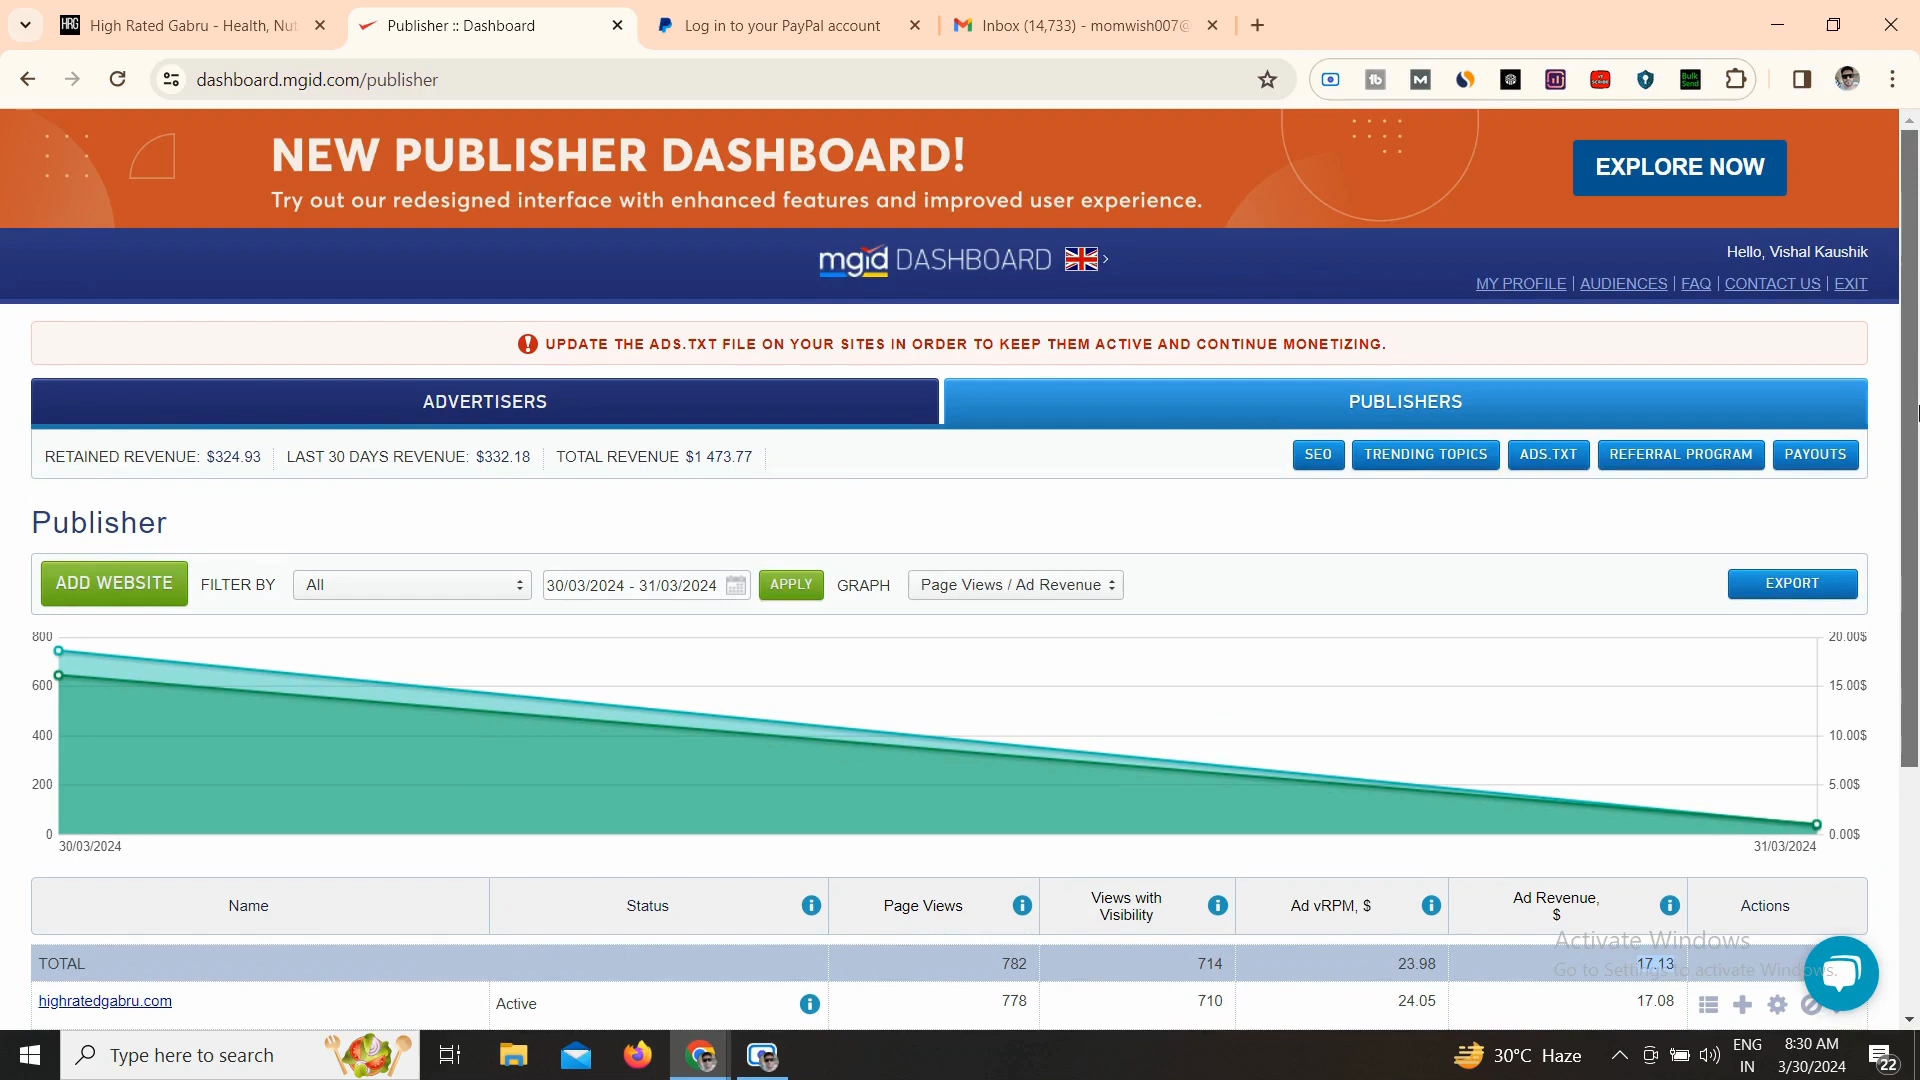 HRG High Rated Gabru - Health, Nut
Publisher :: Dashboard
Log in to your PayPal account
Inbox (14,733) - momwish007@
dashboard.mgid.com/publisher
NEW PUBLISHER DASHBOARD!
Try out our redesigned interface with enhanced features and improved user experience.
EXPLORE NOW
mgid DASHBOARD
Hello, Vishal Kaushik
MY PROFILE | AUDIENCES | FAQ | CONTACT US | EXIT
UPDATE THE ADS.TXT FILE ON YOUR SITES IN ORDER TO KEEP THEM ACTIVE AND CONTINUE MONETIZING.
ADVERTISERS
PUBLISHERS
RETAINED REVENUE: $324.93 LAST 30 DAYS REVENUE: $332.18 TOTAL REVENUE $1 473.77
SEO TRENDING TOPICS ADS.TXT REFERRAL PROGRAM PAYOUTS
Publisher
ADD WEBSITE FILTER BY All 30/03/2024 - 31/03/2024 APPLY GRAPH Page Views / Ad Revenue EXPORT
800 20.00$
600 15.00$
400 10.00$
200 5.00$
0 0.00$
30/03/2024 31/03/2024
Name Status Page Views Views with Visibility Ad vRPM, $ Ad Revenue, $ Actions
TOTAL 782 714 23.98 17.13
highratedgabru.com Active 778 710 24.05 17.08
Activate Windows
Go to Settings to activate Windows.
Type here to search
30°C Haze
ENG
IN
8:30 AM
3/30/2024
22